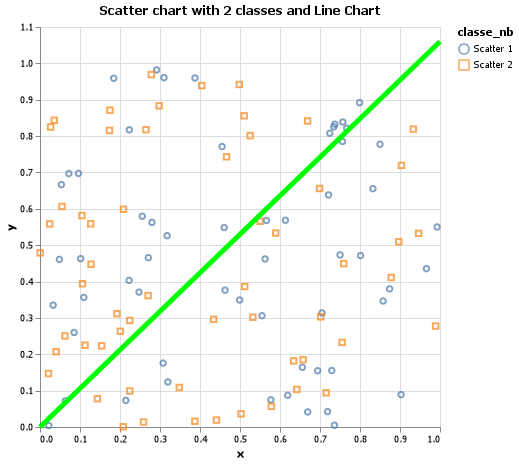 Scatter chart with 2 classes and Line Chart
classe_nb
Scatter 1
Scatter 2
y
1.1
1.0
0.9
0.8
0.7
0.6
0.5
0.4
0.3
0.2
0.1
0.0
0.0 0.1 0.2 0.3 0.4 0.5 0.6 0.7 0.8 0.9 1.0
x